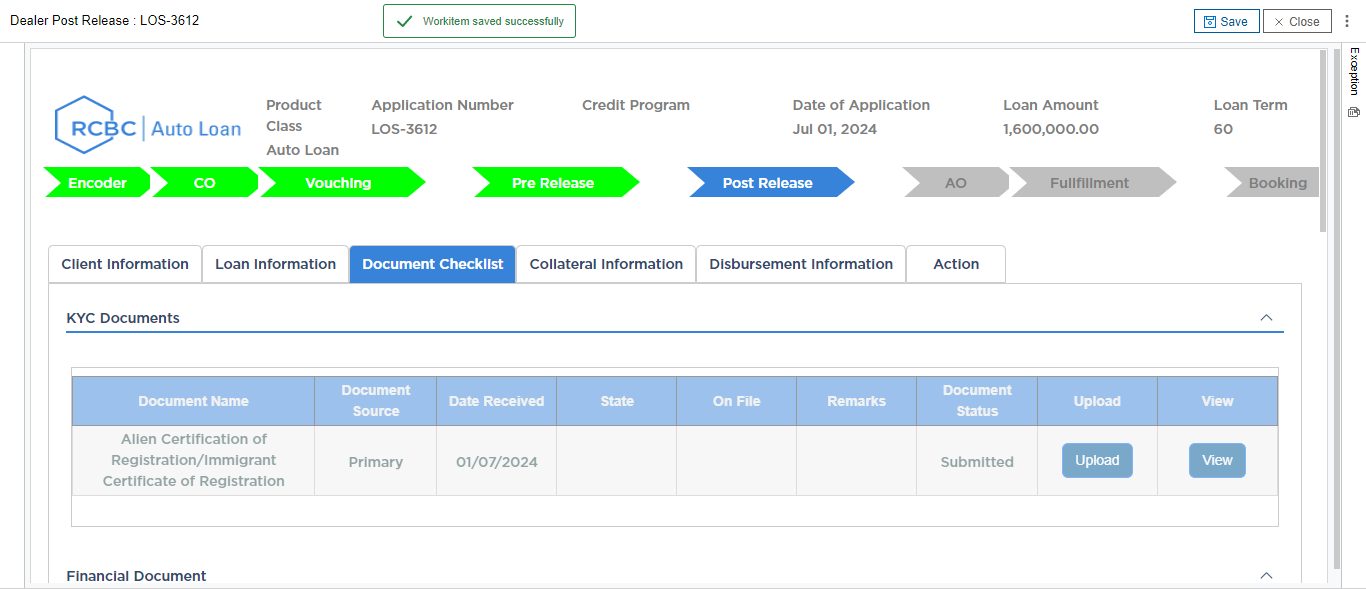 Dealer Post Release : LOS-3612
Workitem saved successfully
Save
Close
Exception
RCBC | Auto Loan
Product Class
Auto Loan
Application Number
LOS-3612
Credit Program
Date of Application
Jul 01, 2024
Loan Amount
1,600,000.00
Loan Term
60
Encoder
CO
Vouching
Pre Release
Post Release
AO
Fullfillment
Booking
Client Information
Loan Information
Document Checklist
Collateral Information
Disbursement Information
Action
KYC Documents
Document Name
Document Source
Date Received
State
On File
Remarks
Document Status
Upload
View
Alien Certification of
Registration/Immigrant
Certificate of Registration
Primary
01/07/2024
Submitted
Upload
View
Financial Document